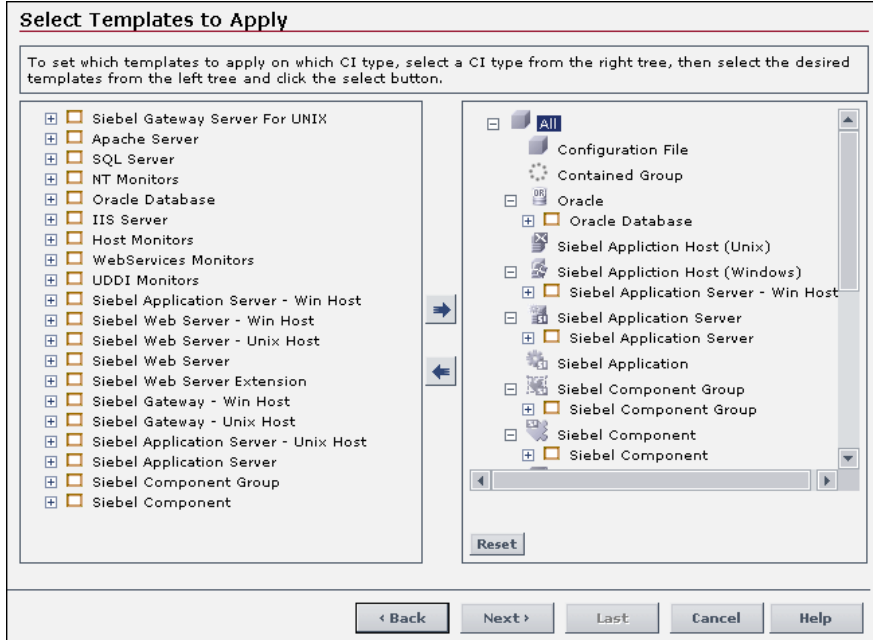 Select Templates to Apply
To set which templates to apply on which CI type, select a CI type from the right tree, then select the desired
templates from the left tree and click the select button.
Siebel Gateway Server For UNIX
Apache Server
SQL Server
NT Monitors
Oracle Database
IIS Server
Host Monitors
WebServices Monitors
UDDI Monitors
Siebel Application Server - Win Host
Siebel Web Server - Win Host
Siebel Web Server - Unix Host
Siebel Web Server
Siebel Web Server Extension
Siebel Gateway - Win Host
Siebel Gateway - Unix Host
Siebel Application Server - Unix Host
Siebel Application Server
Siebel Component Group
Siebel Component
All
Configuration File
Contained Group
Oracle
Oracle Database
Siebel Appliction Host (Unix)
Siebel Appliction Host (Windows)
Siebel Application Server - Win Host
Siebel Application Server
Siebel Application Server
Siebel Application
Siebel Component Group
Siebel Component Group
Siebel Component
Siebel Component
Reset
‹ Back
Next ›
Last
Cancel
Help